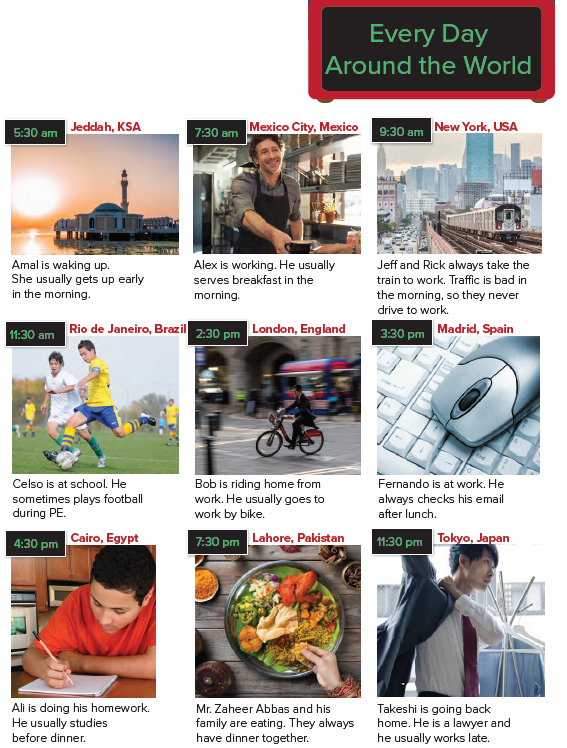 Every Day
Around the World
5:30 am Jeddah, KSA
Amal is waking up.
She usually gets up early
in the morning.
7:30 am Mexico City, Mexico
Alex is working. He usually
serves breakfast in the
morning.
9:30 am New York, USA
Jeff and Rick always take the
train to work. Traffic is bad in
the morning, so they never
drive to work.
11:30 am Rio de Janeiro, Brazil
Celso is at school. He
sometimes plays football
during PE.
2:30 pm London, England
Bob is riding home from
work. He usually goes to
work by bike.
3:30 pm Madrid, Spain
Fernando is at work. He
always checks his email
after lunch.
4:30 pm Cairo, Egypt
Ali is doing his homework.
He usually studies
before dinner.
7:30 pm Lahore, Pakistan
Mr. Zaheer Abbas and his
family are eating. They always
have dinner together.
11:30 pm Tokyo, Japan
Takeshi is going back
home. He is a lawyer and
he usually works late.